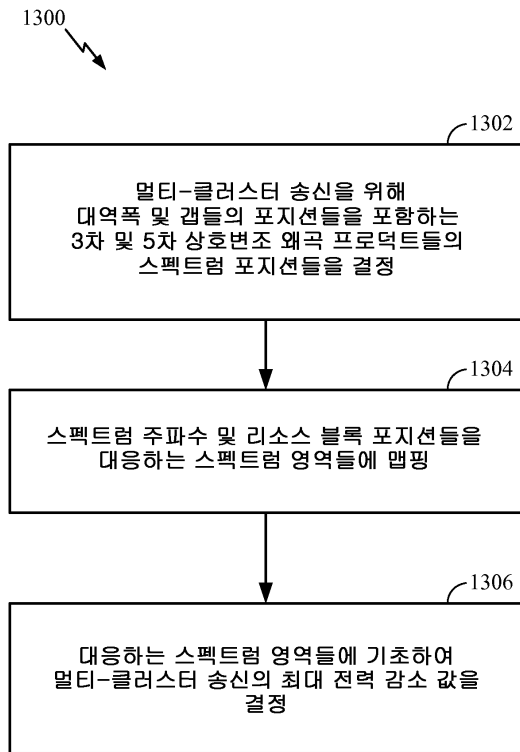 1300
1302
멀티-클러스터 송신을 위해
대역폭 및 갭들의 포지션들을 포함하는
3차 및 5차 상호변조 왜곡 프로덕트들의
스펙트럼 포지션들을 결정
1304
스펙트럼 주파수 및 리소스 블록 포지션들을
대응하는 스펙트럼 영역들에 맵핑
1306
대응하는 스펙트럼 영역들에 기초하여
멀티-클러스터 송신의 최대 전력 감소 값을
결정